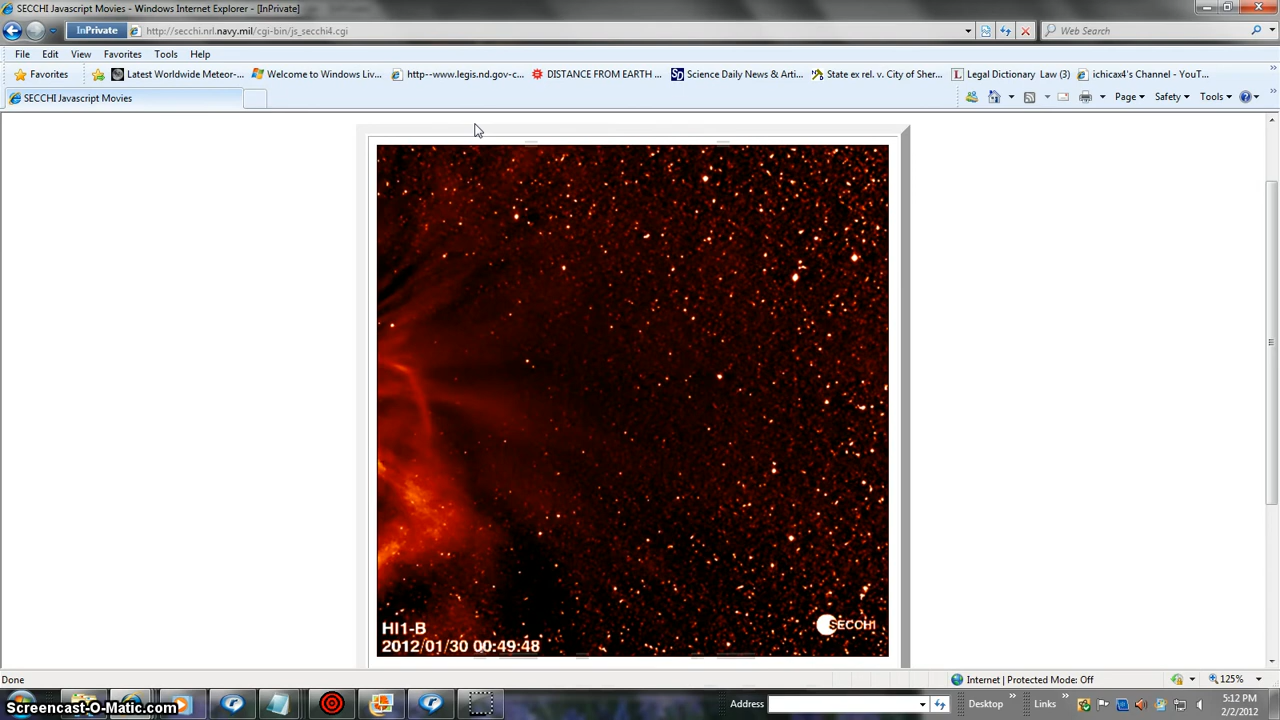 SECCHI Javascript Movies - Windows Internet Explorer - [InPrivate]
InPrivate http://secchi.nrl.navy.mil/cgi-bin/js_secchi4.cgi Web Search
File Edit View Favorites Tools Help
Favorites Latest Worldwide Meteor-... Welcome to Windows Liv... http--www.legis.nd.gov-c... DISTANCE FROM EARTH ... Science Daily News & Arti... State ex rel. v. City of Sher... Legal Dictionary Law (3) ichicax4's Channel - YouT...
SECCHI Javascript Movies Page Safety Tools
HI1-B
2012/01/30 00:49:48
SECCHI
Done Internet | Protected Mode: Off 125%
Screencast-O-Matic.com Address Desktop Links 5:12 PM
2/2/2012